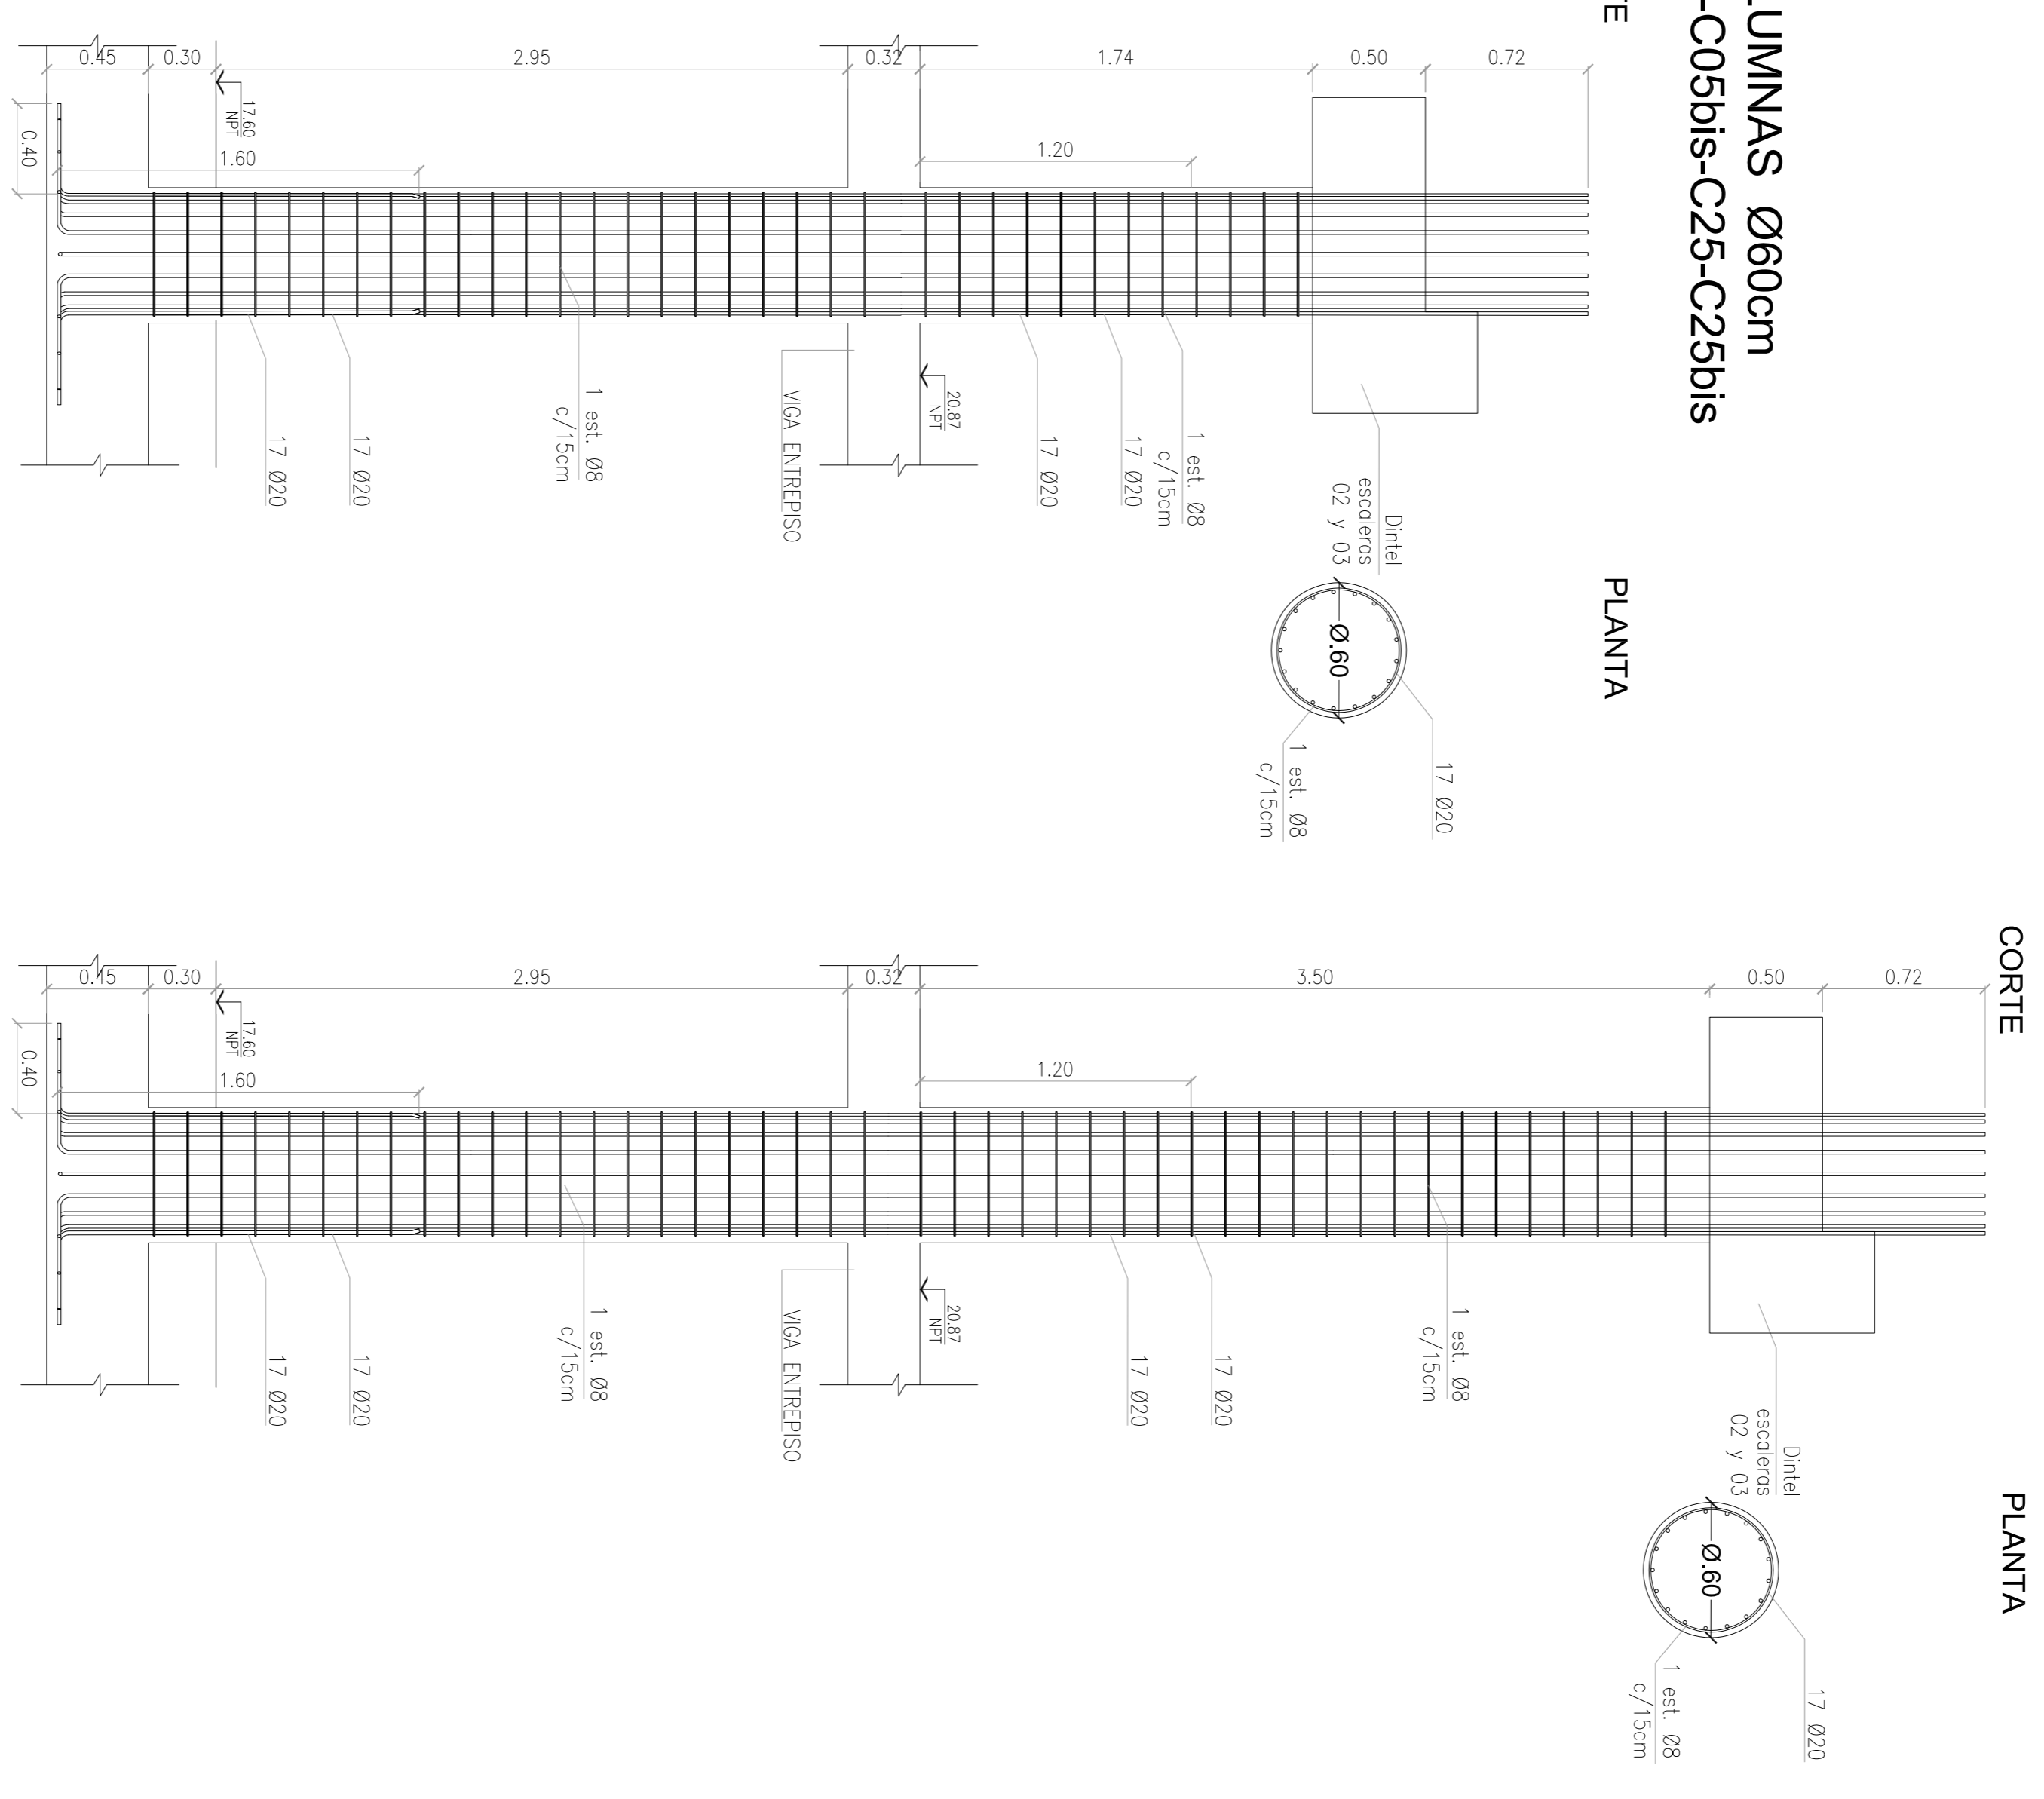 LUMNAS Ø60cm
-C05bis-C25-C25bis
TE
PLANTA
0.72
0.50
1.74
0.32
2.95
0.30
0.45
1.20
1.60
0.40
17.60
NPT
20.87
NPT
Dintel
escaleras
02 y 03
1 est. Ø8
c/15cm
17 Ø20
17 Ø20
VIGA ENTREPISO
1 est. Ø8
c/15cm
17 Ø20
17 Ø20
Ø.60
17 Ø20
1 est. Ø8
c/15cm
CORTE
PLANTA
0.72
0.50
3.50
0.32
2.95
0.30
0.45
1.20
1.60
0.40
17.60
NPT
20.87
NPT
Dintel
escaleras
02 y 03
1 est. Ø8
c/15cm
17 Ø20
17 Ø20
VIGA ENTREPISO
1 est. Ø8
c/15cm
17 Ø20
17 Ø20
Ø.60
17 Ø20
1 est. Ø8
c/15cm